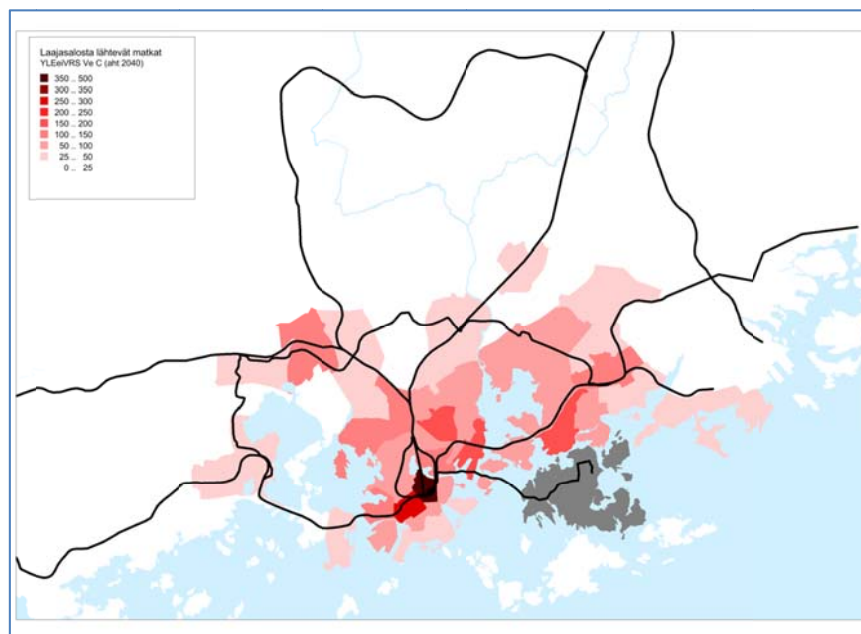 Laajasalosta lähtevät matkat
YLEeiVRS Ve C (aht 2040)
350 .. 500
300 .. 350
250 .. 300
200 .. 250
150 .. 200
100 .. 150
50 .. 100
25 .. 50
0 .. 25